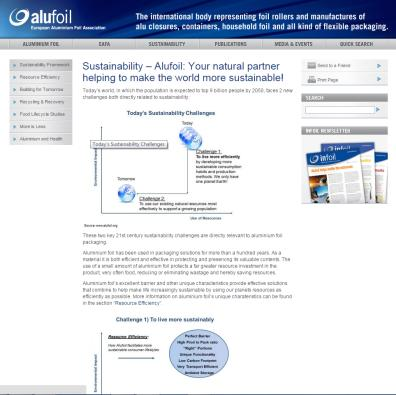 alufoil
European Aluminium Foil Association
The international body representing foil rollers and manufactures of
alu closures, containers, household foil and all kind of flexible packaging.
ALUMINIUM FOIL EAFA SUSTAINABILITY PUBLICATIONS MEDIA & EVENTS QUICK SEARCH
Sustainability Framework
Resource Efficiency
Building for Tomorrow
Recycling & Recovery
Food Lifecycle Studies
More is Less
Aluminium and Health
Sustainability – Alufoil: Your natural partner
helping to make the world more sustainable!
Today's world, in which the population is expected to top 9 billion people by 2050, faces 2 new
challenges both directly related to sustainability.
Today's Sustainability Challenges
Today
Today's Sustainability Challenges
Environmental Impact
Challenge 1:
To live more efficiently
by developing more
sustainable consumption
habits and production
methods. We only have
one planet Earth!
Tomorrow
Challenge 2:
To use our existing natural resources most
effectively to support a growing population
Use of Resources
These two key 21st century sustainability challenges are directly relevant to aluminium foil
packaging.
Aluminium foil has been used in packaging solutions for more than a hundred years. As a
material it is both efficient and effective in protecting and preserving its valuable contents. The
use of a small amount of aluminium foil protects a far greater resource investment in the
product, very often food, reducing or eliminating wastage and hereby saving resources.
Aluminium foil's excellent barrier and other unique characteristics provide effective solutions
that combine to help make life increasingly sustainable by using our planets resources as
efficiently as possible. More information on aluminium foil's unique charateristics can be found
in the section "Resource Efficiency".
Challenge 1) To live more sustainably
Resource Efficiency:
How Alufoil facilitates more
sustainable consumer lifestyles
Perfect Barrier
High Prod to Pack ratio
"Right" Portions
Unique Functionality
Low Carbon Footprint
Very Transport Efficient
Ambient Storage
Environmental Impact
Send to a Friend
Print Page
SEARCH
INFOIL NEWSLETTER
infoil